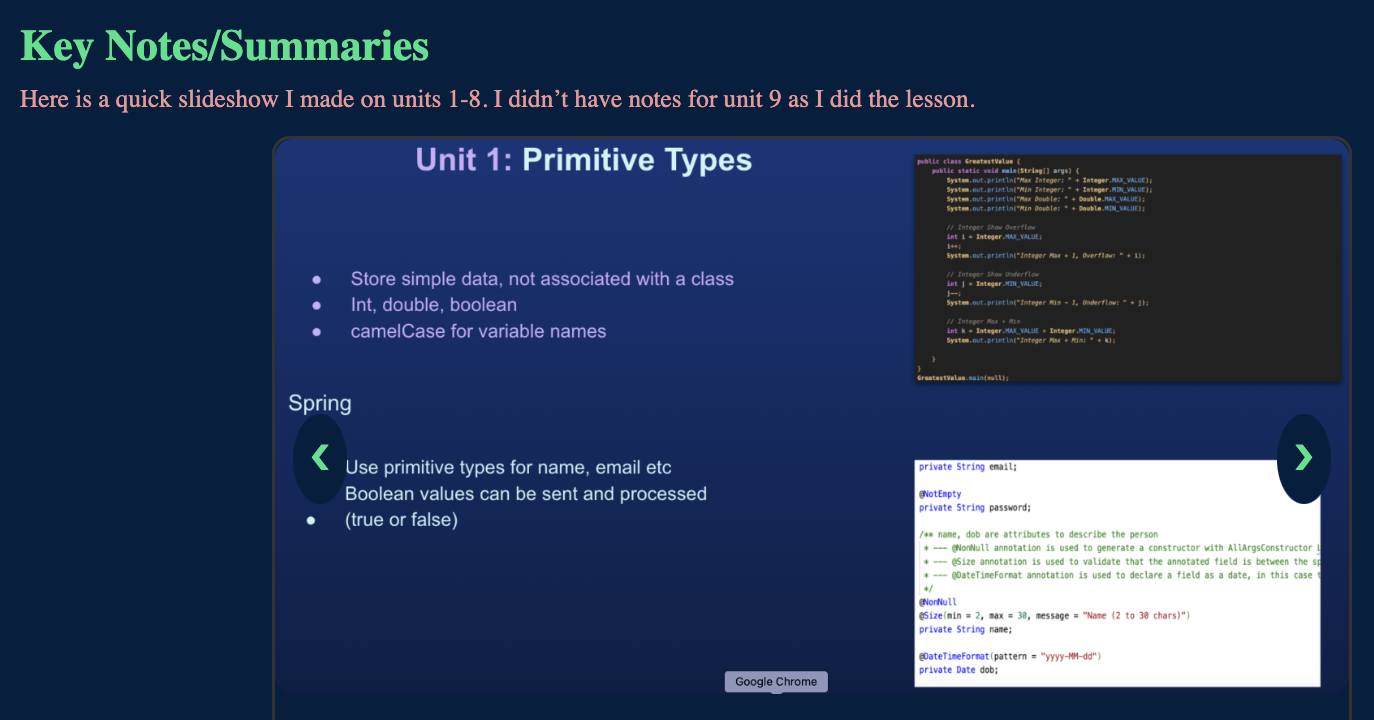 Key Notes/Summaries
Here is a quick slideshow I made on units 1-8. I didn’t have notes for unit 9 as I did the lesson.
Unit 1: Primitive Types
● Store simple data, not associated with a class
● Int, double, boolean
● camelCase for variable names
Spring
Use primitive types for name, email etc
Boolean values can be sent and processed
● (true or false)
public class GreatestValue {
public static void main(String[] args) {
System.out.println("Max Integer: " + Integer.MAX_VALUE);
System.out.println("Min Integer: " + Integer.MIN_VALUE);
System.out.println("Max Double: " + Double.MAX_VALUE);
System.out.println("Min Double: " + Double.MIN_VALUE);
// Integer Show Overflow
int i = Integer.MAX_VALUE;
i++;
System.out.println("Integer Max + 1, Overflow: " + i);
// Integer Show Underflow
int j = Integer.MIN_VALUE;
j--;
System.out.println("Integer Min - 1, Underflow: " + j);
// Integer Max + Min
int k = Integer.MAX_VALUE + Integer.MIN_VALUE;
System.out.println("Integer Max + Min: " + k);
}
}
GreatestValue.main(null);
private String email;
@NotEmpty
private String password;
/** name, dob are attributes to describe the person
* --- @NonNull annotation is used to generate a constructor with AllArgsConstructor
* --- @Size annotation is used to validate that the annotated field is between the
* --- @DateTimeFormat annotation is used to declare a field as a date, in this case
*/
@NonNull
@Size(min = 2, max = 30, message = "Name (2 to 30 chars)")
private String name;
@DateTimeFormat(pattern = "yyyy-MM-dd")
private Date dob;
Google Chrome